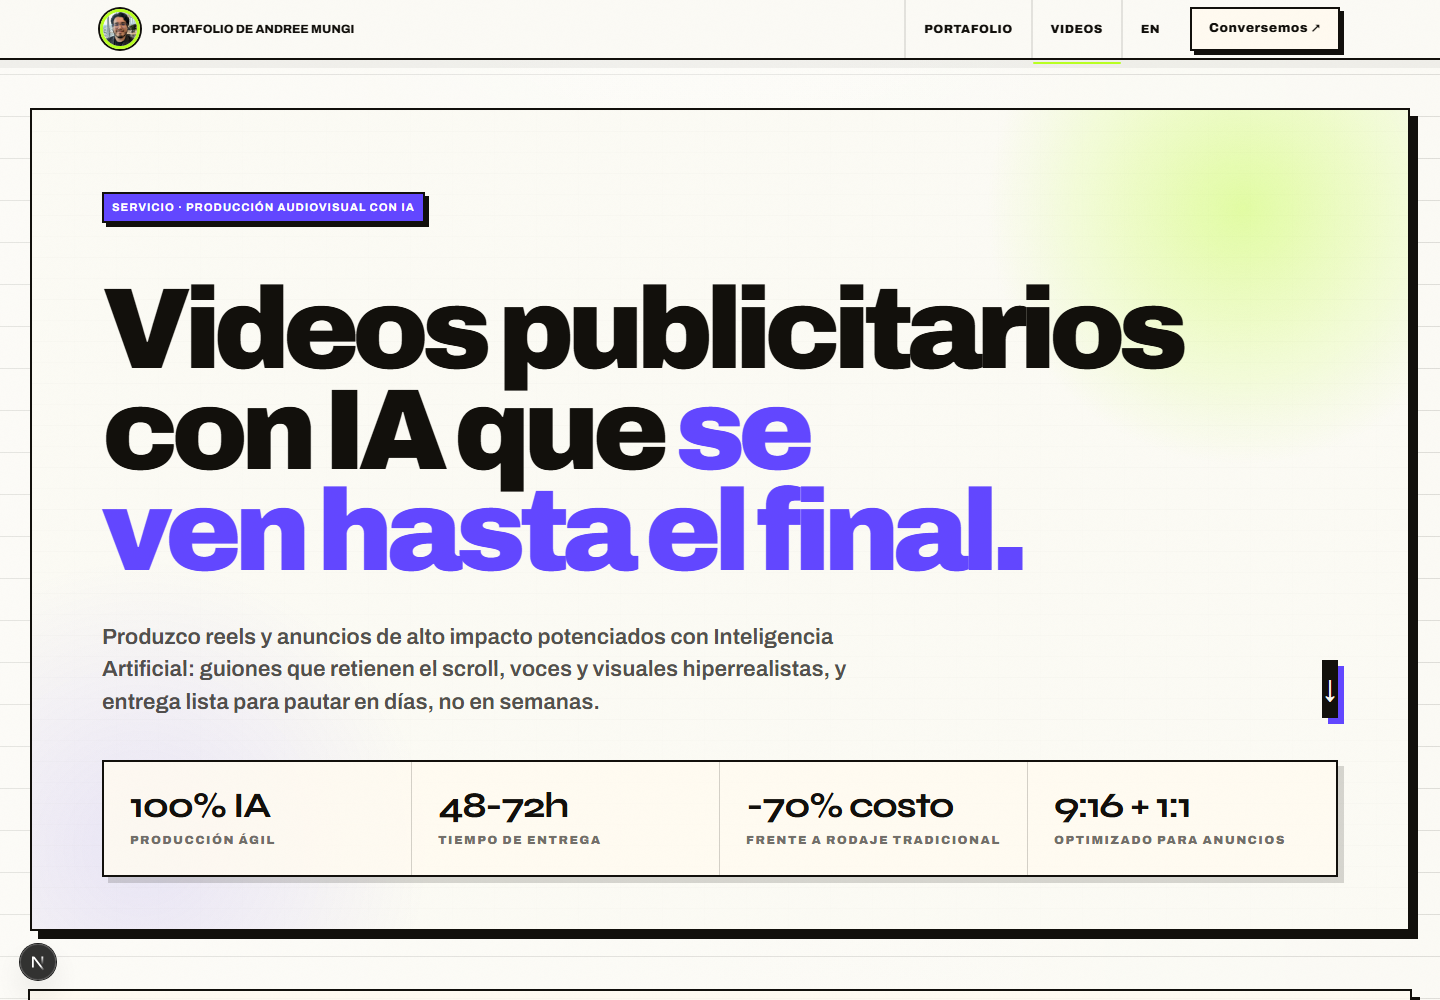 PORTAFOLIO DE ANDREE MUNGI
PORTAFOLIO
VIDEOS
EN
Conversemos ↗
SERVICIO · PRODUCCIÓN AUDIOVISUAL CON IA
Videos publicitarios
con IA que se
ven hasta el final.
Produzco reels y anuncios de alto impacto potenciados con Inteligencia
Artificial: guiones que retienen el scroll, voces y visuales hiperrealistas, y
entrega lista para pautar en días, no en semanas.
↓
100% IA
PRODUCCIÓN ÁGIL
48-72h
TIEMPO DE ENTREGA
-70% costo
FRENTE A RODAJE TRADICIONAL
9:16 + 1:1
OPTIMIZADO PARA ANUNCIOS
N